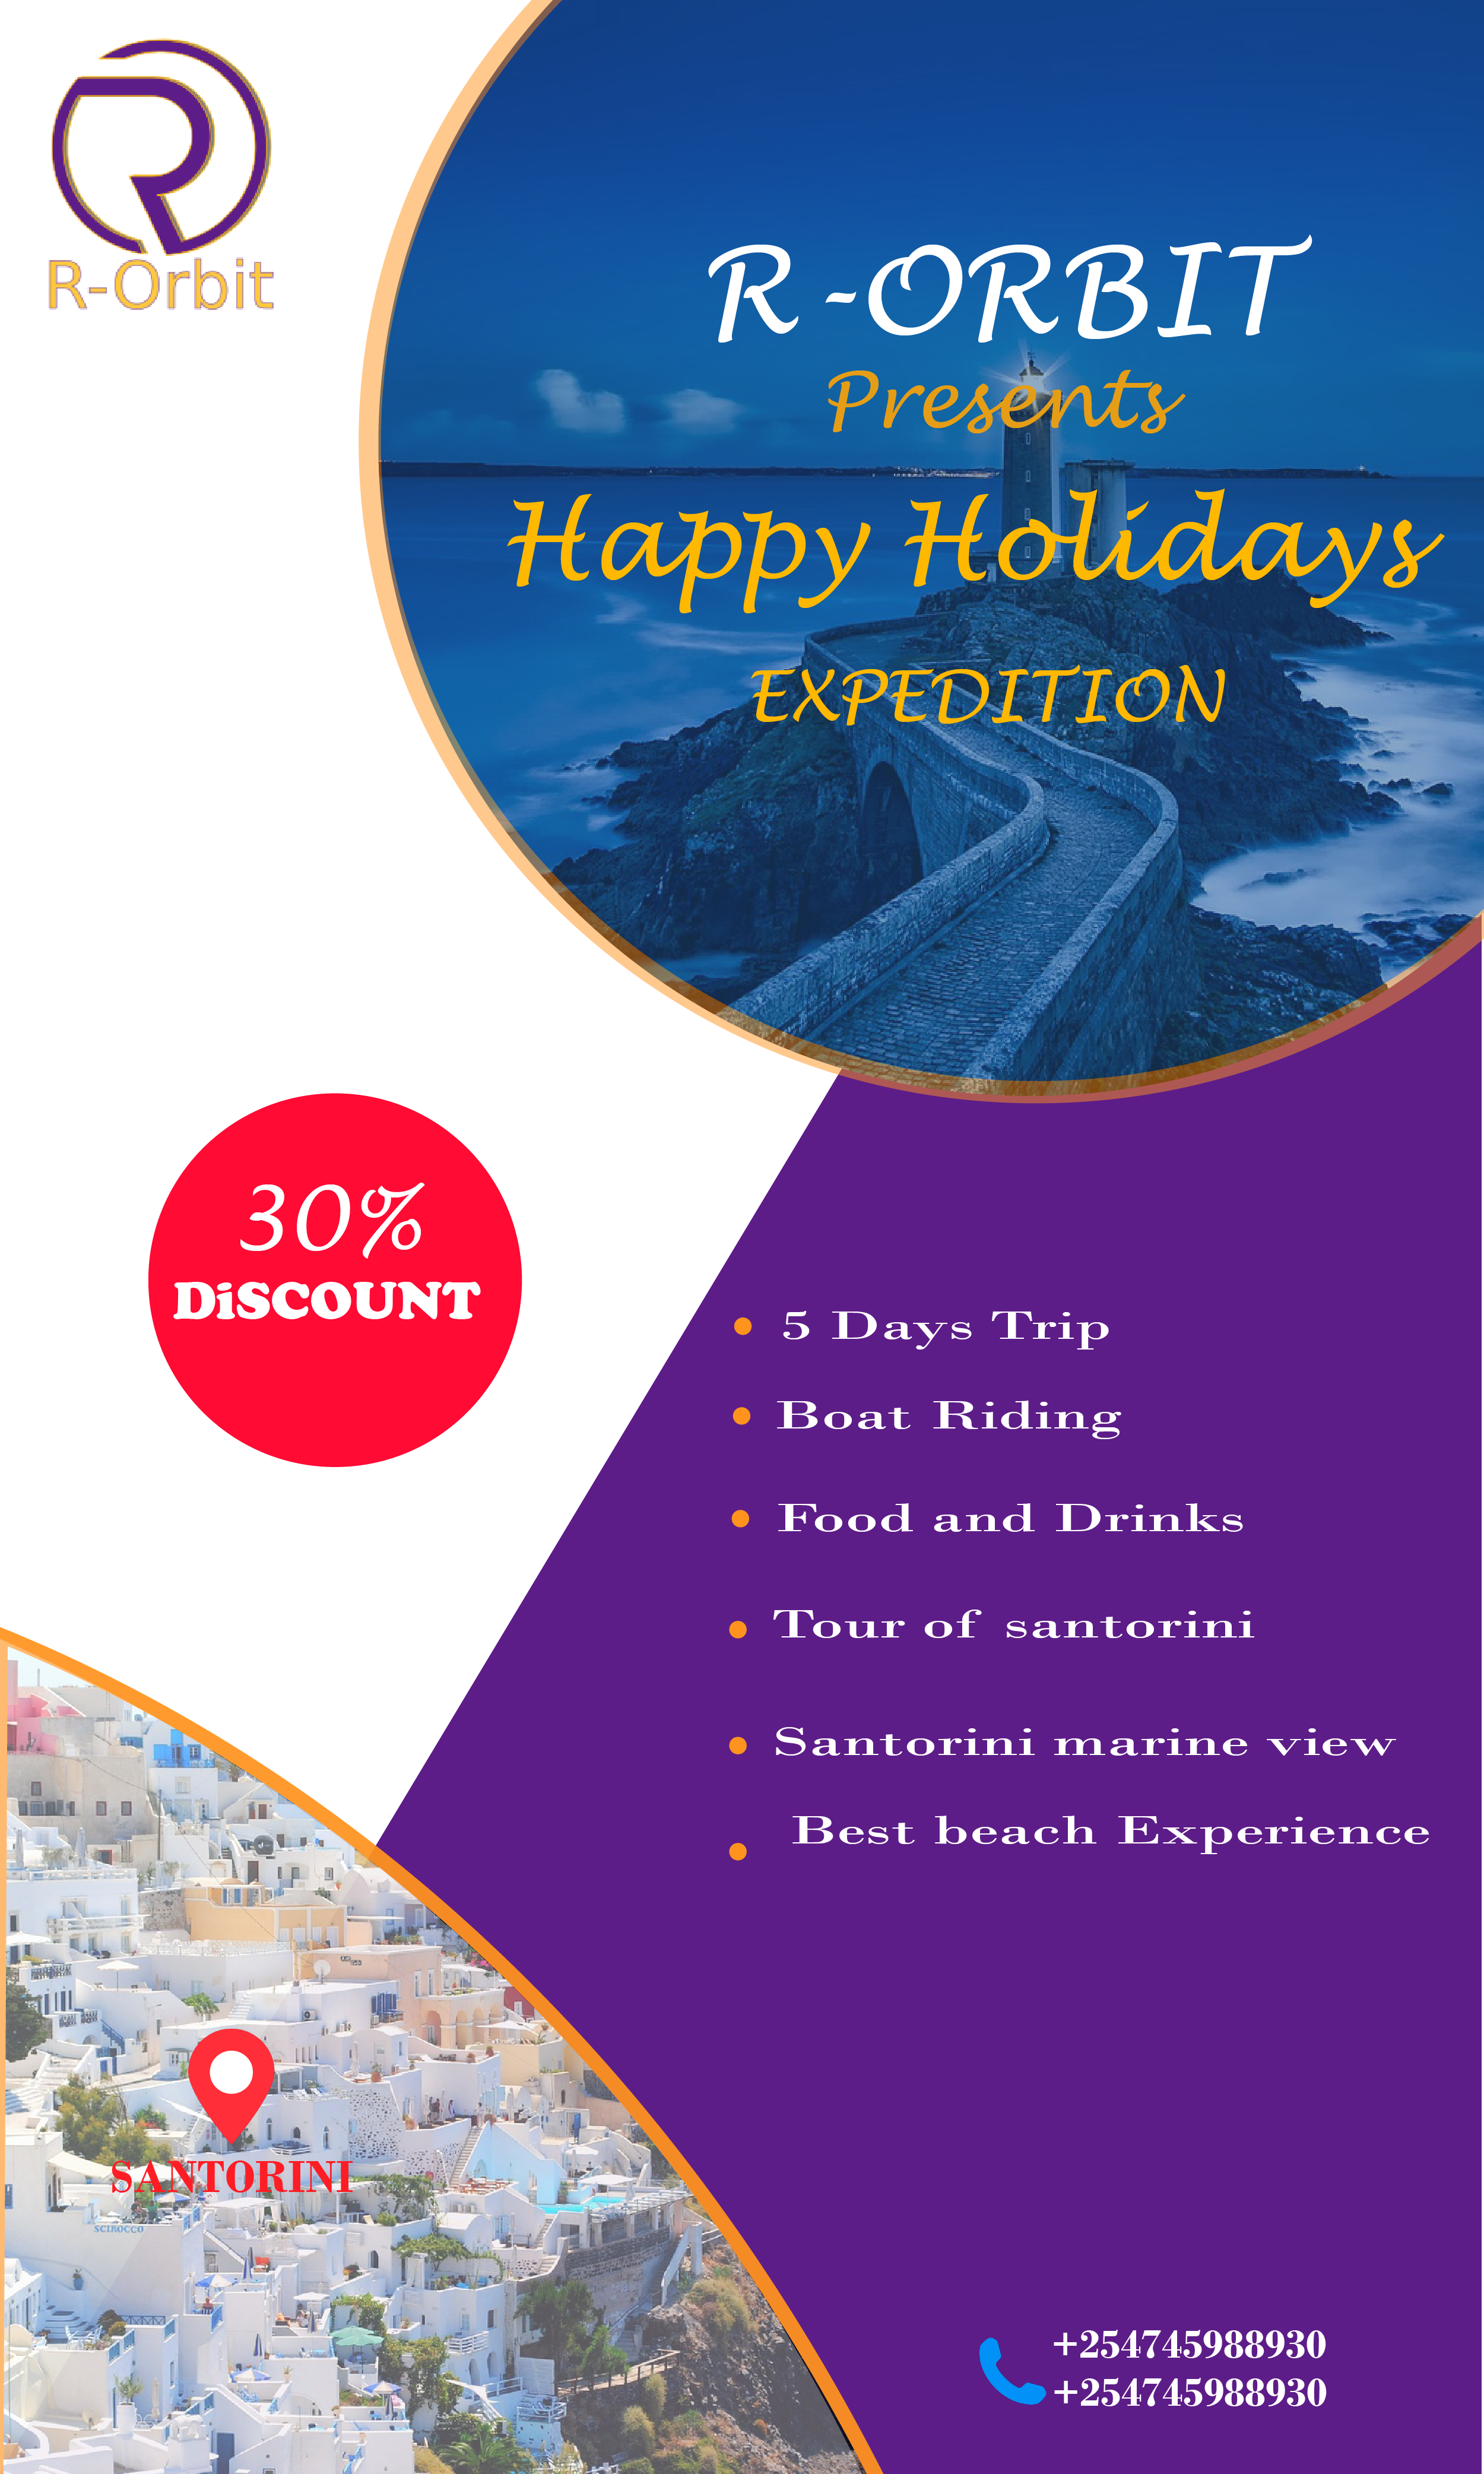 R-Orbit
R-ORBIT
Presents
Happy Holidays
EXPEDITION
30%
DiSCOUNT
5 Days Trip
Boat Riding
Food and Drinks
Tour of santorini
Santorini marine view
Best beach Experience
SANTORINI
SCIROCCO
+254745988930
+254745988930